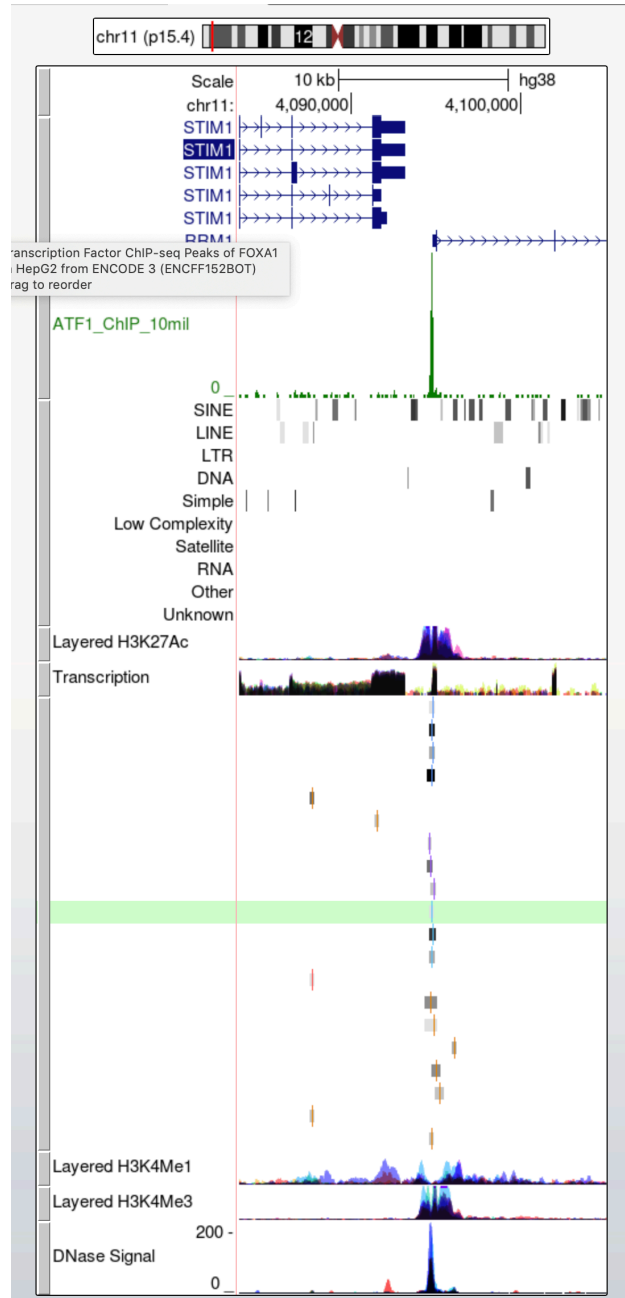 chr11 (p15.4) 12
Scale 10 kb hg38
chr11: 4,090,000 4,100,000
STIM1
STIM1
STIM1
STIM1
STIM1
RRM1
ranscription Factor ChIP-seq Peaks of FOXA1
HepG2 from ENCODE 3 (ENCFF152BOT)
rag to reorder
ATF1_ChIP_10mil
0
SINE
LINE
LTR
DNA
Simple
Low Complexity
Satellite
RNA
Other
Unknown
Layered H3K27Ac
Transcription
Layered H3K4Me1
Layered H3K4Me3
200 -
DNase Signal
0